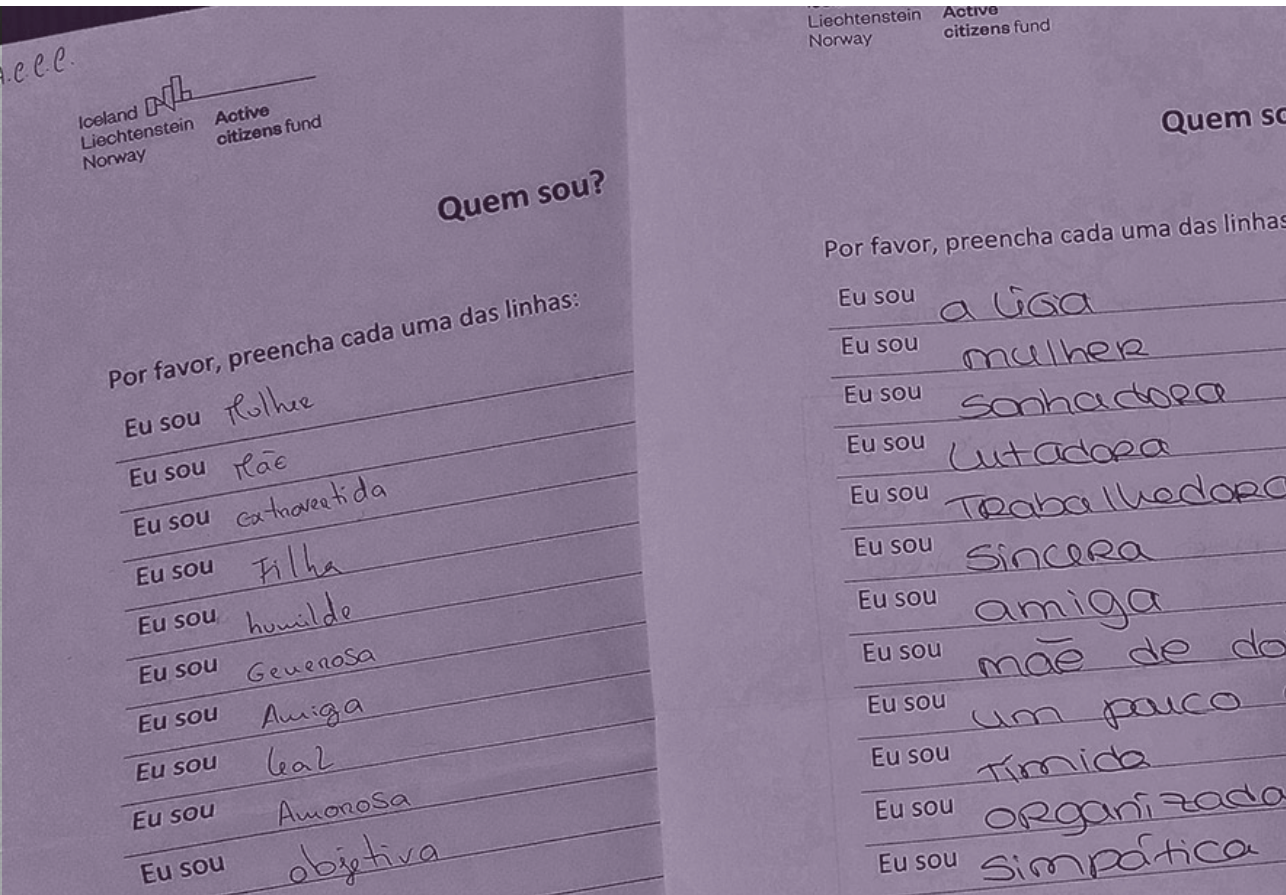 A.C.C.C.
Iceland
Liechtenstein
Norway
Active
citizens fund
Quem sou?
Por favor, preencha cada uma das linhas:
Eu sou Mulher
Eu sou Mãe
Eu sou extrovertida
Eu sou Filha
Eu sou humilde
Eu sou Generosa
Eu sou Amiga
Eu sou leal
Eu sou Amorosa
Eu sou objetiva
Liechtenstein
Norway
Active
citizens fund
Quem so
Por favor, preencha cada uma das linhas
Eu sou a Lígia
Eu sou mulher
Eu sou Sonhadora
Eu sou Lutadora
Eu sou Trabalhadora
Eu sou Sincera
Eu sou amiga
Eu sou mãe de do
Eu sou um pouco
Eu sou Tímida
Eu sou organizada
Eu sou Simpática